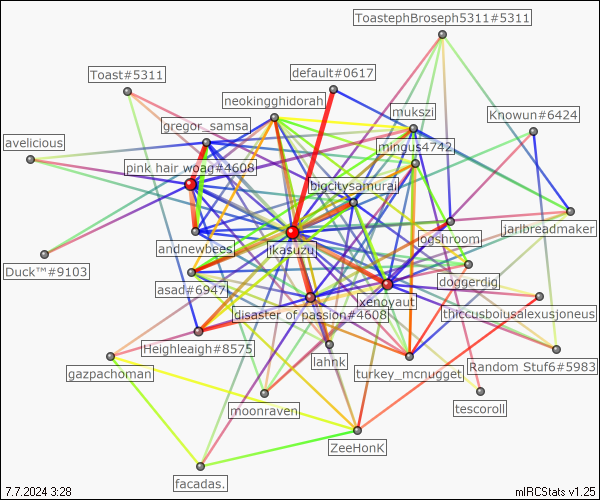 ToastephBroseph5311#5311
Toast#5311
default#0617
neokingghidorah
mukszi
Knowun#6424
gregor_samsa
avelicious
mingus4742
pink hair woag#4608
bigcitysamurai
ogshroom
jarlbreadmaker
andnewbees
ikasuzu
Duck™#9103
asad#6947
xenoyaut
doggerdig
disaster of passion#4608
thiccusboiusalexusjoneus
Heighleaigh#8575
lahnk
turkey_mcnugget
Random Stuf6#5983
gazpachoman
moonraven
tescoroll
ZeeHonK
facadas.
7.7.2024 3:28
mIRCStats v1.25